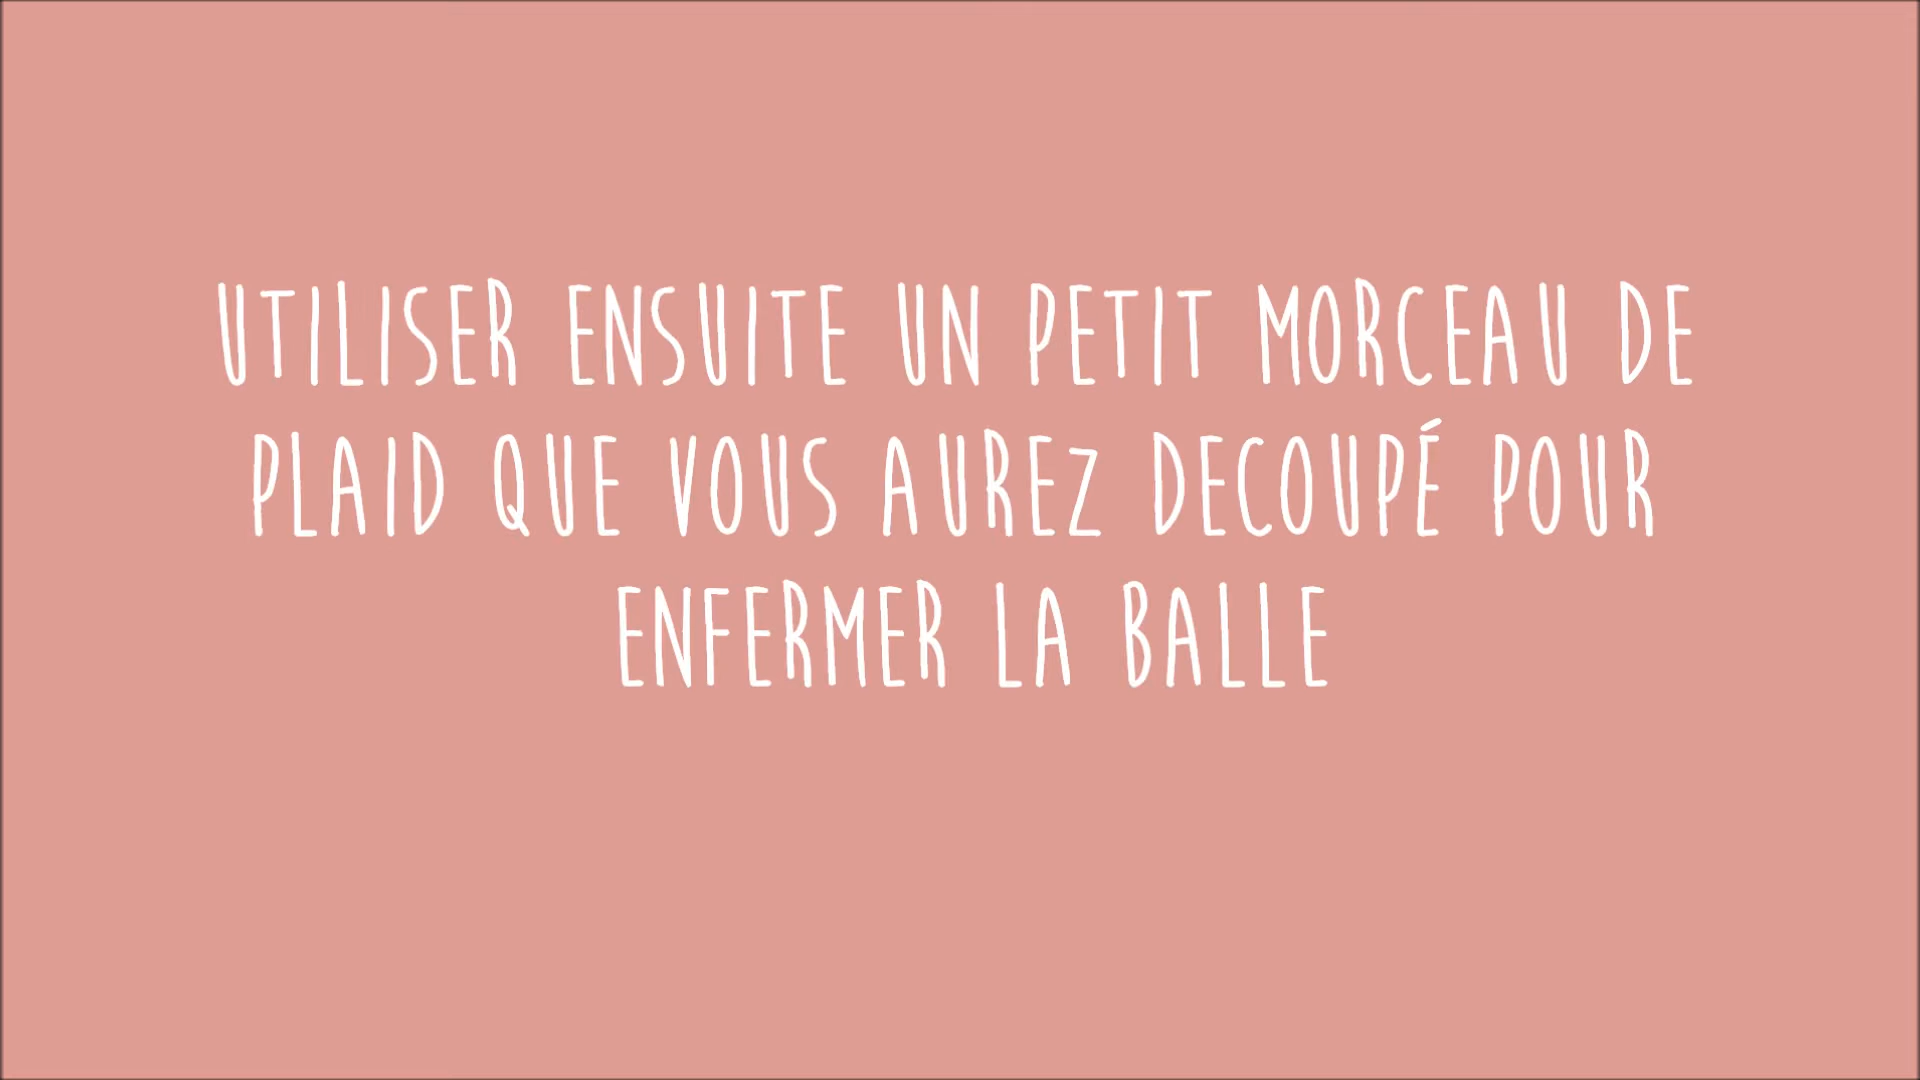 UTILISER ENSUITE UN PETIT MORCEAU DE
PLAID QUE VOUS AUREZ DECOUPÉ POUR
ENFERMER LA BALLE